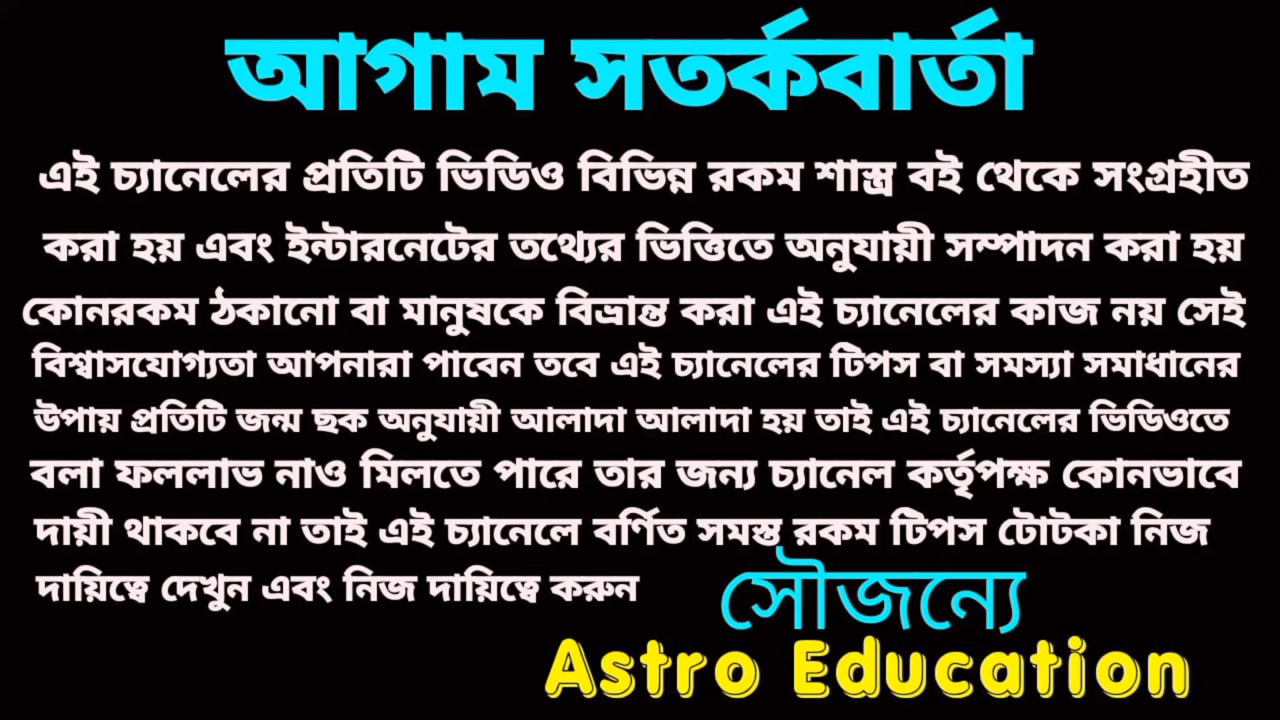 আগাম সতর্কবার্তা
এই চ্যানেলের প্রতিটি ভিডিও বিভিন্ন রকম শাস্ত্র বই থেকে সংগ্রহীত
করা হয় এবং ইন্টারনেটের তথ্যের ভিত্তিতে অনুযায়ী সম্পাদন করা হয়
কোনরকম ঠকানো বা মানুষকে বিভ্রান্ত করা এই চ্যানেলের কাজ নয় সেই
বিশ্বাসযোগ্যতা আপনারা পাবেন তবে এই চ্যানেলের টিপস বা সমস্যা সমাধানের
উপায় প্রতিটি জন্ম ছক অনুযায়ী আলাদা আলাদা হয় তাই এই চ্যানেলের ভিডিওতে
বলা ফললাভ নাও মিলতে পারে তার জন্য চ্যানেল কর্তৃপক্ষ কোনভাবে
দায়ী থাকবে না তাই এই চ্যানেলে বর্ণিত সমস্ত রকম টিপস টোটকা নিজ
দায়িত্বে দেখুন এবং নিজ দায়িত্বে করুন
সৌজন্যে
Astro Education